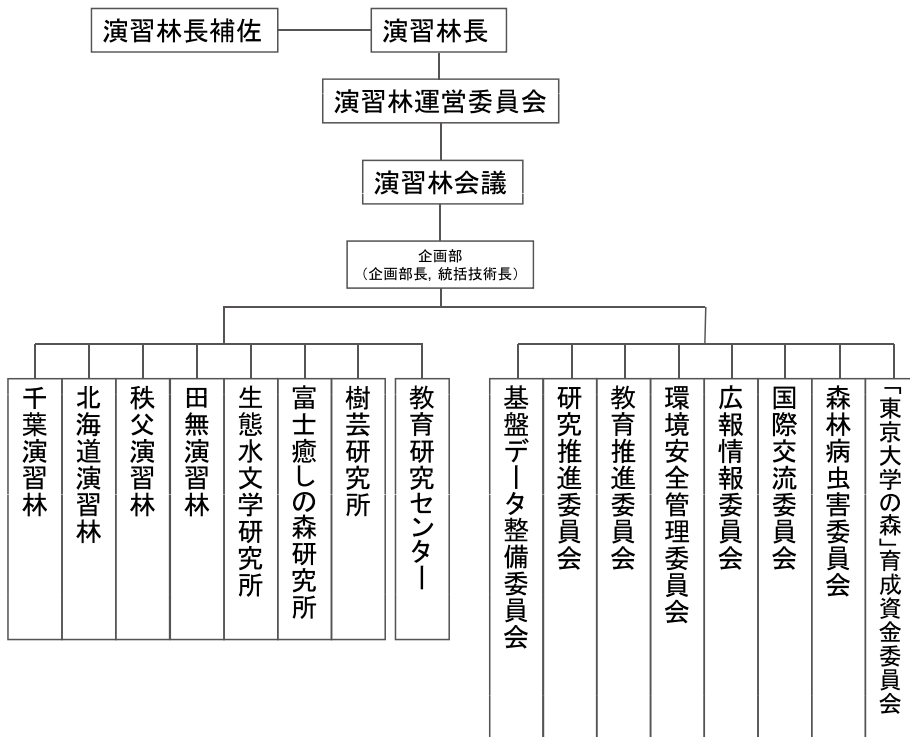 演習林長補佐
演習林長
演習林運営委員会
演習林会議
企画部
（企画部長，統括技術長）
千葉演習林
北海道演習林
秩父演習林
田無演習林
生態水文学研究所
富士癒しの森研究所
樹芸研究所
教育研究センター
基盤データ整備委員会
研究推進委員会
教育推進委員会
環境安全管理委員会
広報情報委員会
国際交流委員会
森林病虫害委員会
「東京大学の森」育成資金委員会